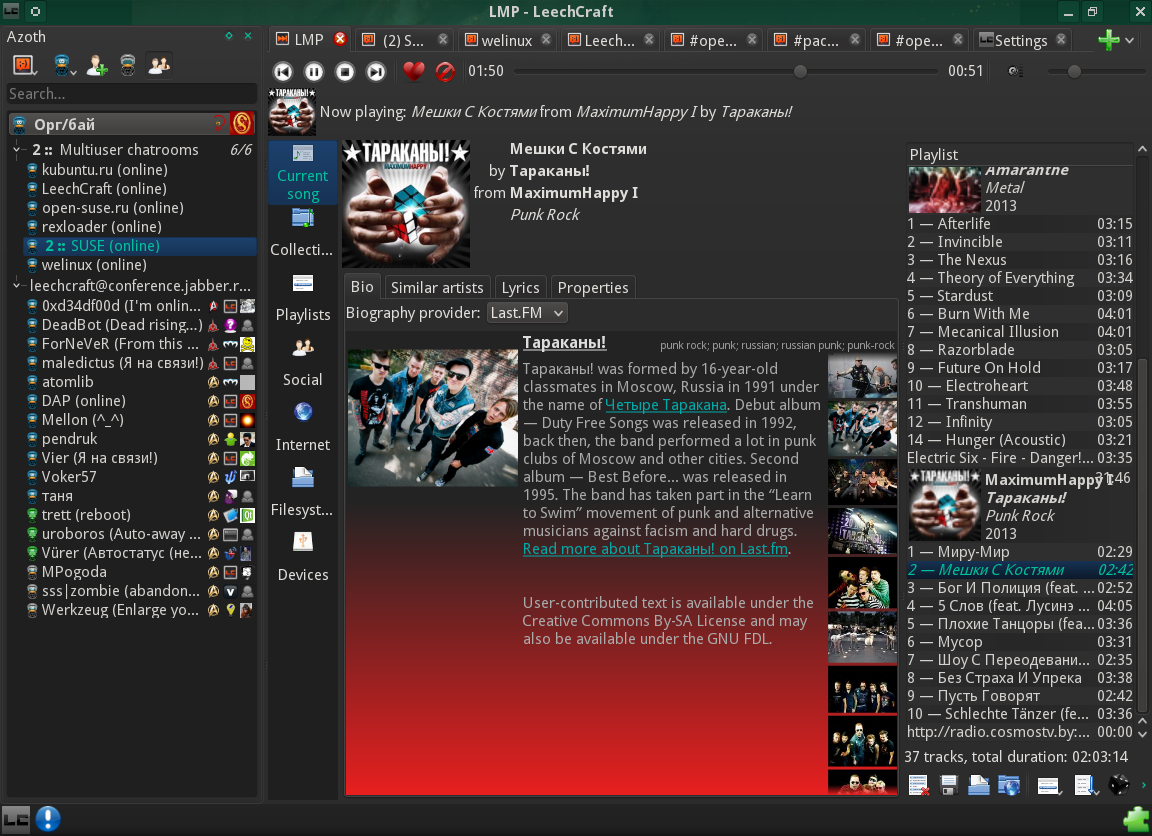 LMP - LeechCraft
Azoth
Search...
Орг/бай
2 :: Multiuser chatrooms 6/6
kubuntu.ru (online)
LeechCraft (online)
open-suse.ru (online)
rexloader (online)
2 :: SUSE (online)
welinux (online)
leechcraft@conference.jabber.r...
0xd34df00d (I'm onlin...
DeadBot (Dead rising...)
ForNeVeR (From this ...
maledictus (Я на связи!)
atomlib
DAP (online)
Mellon (^_^)
pendruk
Vier (Я на связи!)
Voker57
таня
trett (reboot)
uroboros (Auto-away ...
Vürer (Автостатус (не...
MPogoda
sss|zombie (abandon...
Werkzeug (Enlarge yo...
LMP
(2) S...
welinux
Leech...
#ope...
#pac...
#ope...
Settings
01:50
00:51
Now playing: Мешки С Костями from MaximumHappy I by Тараканы!
Current song
Collecti...
Playlists
Social
Internet
Filesyst...
Devices
★ТАРАКАНЫ!★
MAXIMUMHAPPY
Мешки С Костями
by Тараканы!
from MaximumHappy I
Punk Rock
Bio
Similar artists
Lyrics
Properties
Biography provider: Last.FM
Тараканы!
punk rock; punk; russian; russian punk; punk-rock
Тараканы! was formed by 16-year-old
classmates in Moscow, Russia in 1991 under
the name of Четыре Таракана. Debut album
— Duty Free Songs was released in 1992,
back then, the band performed a lot in punk
clubs of Moscow and other cities. Second
album — Best Before... was released in
1995. The band has taken part in the “Learn
to Swim” movement of punk and alternative
musicians against facism and hard drugs.
Read more about Тараканы! on Last.fm.
User-contributed text is available under the
Creative Commons By-SA License and may
also be available under the GNU FDL.
Playlist
Amaranthe
Metal
2013
1 — Afterlife 03:15
2 — Invincible 03:11
3 — The Nexus 03:16
4 — Theory of Everything 03:34
5 — Stardust 03:09
6 — Burn With Me 04:01
7 — Mecanical Illusion 04:01
8 — Razorblade 03:05
9 — Future On Hold 03:17
10 — Electroheart 03:48
11 — Transhuman 03:55
12 — Infinity 03:05
14 — Hunger (Acoustic) 03:21
Electric Six - Fire - Danger!... 03:35
MaximumHappy I 31:46
Тараканы!
Punk Rock
2013
1 — Миру-Мир 02:29
2 — Мешки С Костями 02:42
3 — Бог И Полиция (feat. ... 02:52
4 — 5 Слов (feat. Лусинэ ... 04:05
5 — Плохие Танцоры (fea... 03:36
6 — Мусор 03:31
7 — Шоу С Переодевани... 02:35
8 — Без Страха И Упрека 03:38
9 — Пусть Говорят 02:42
10 — Schlechte Tänzer (fe... 03:36
http://radio.cosmostv.by:... 00:00
37 tracks, total duration: 02:03:14